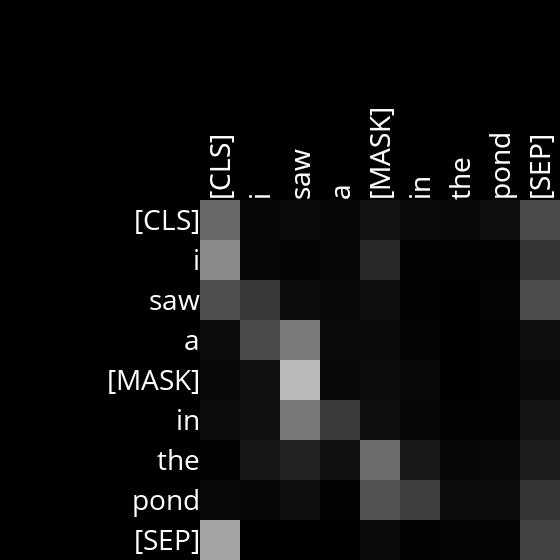 [CLS] i saw a [MASK] in the pond [SEP]
[CLS]
i
saw
a
[MASK]
in
the
pond
[SEP]